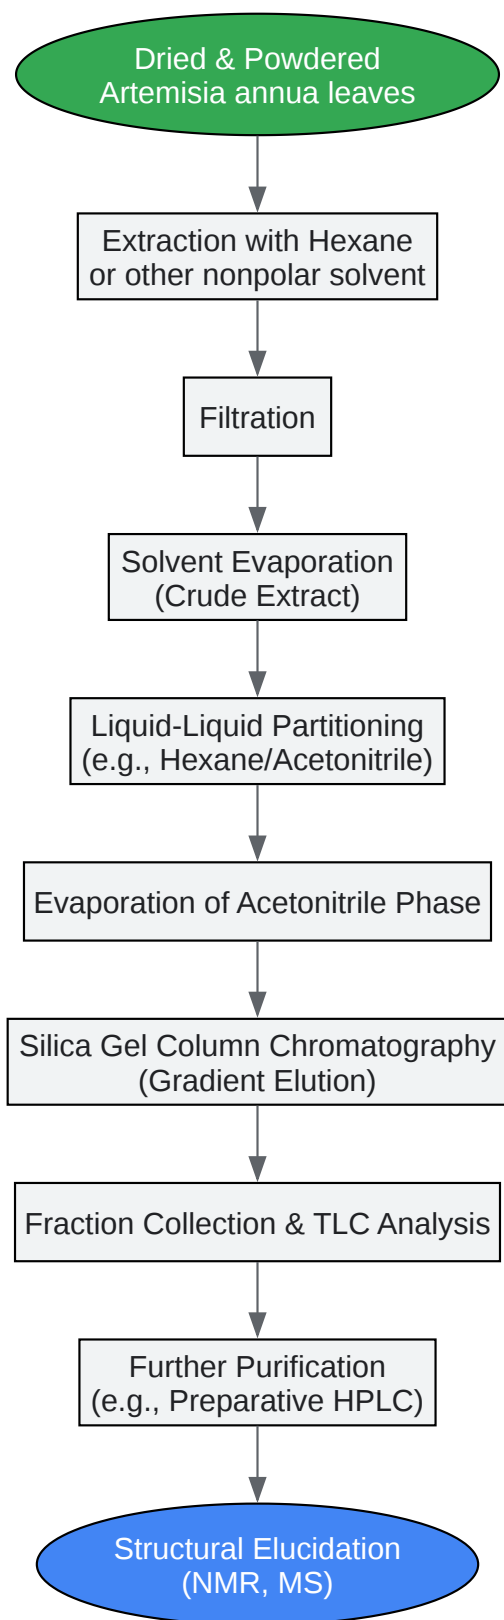 Dried & Powdered
Artemisia annua leaves
Extraction with Hexane
or other nonpolar solvent
Filtration
Solvent Evaporation
(Crude Extract)
Liquid-Liquid Partitioning
(e.g., Hexane/Acetonitrile)
Evaporation of Acetonitrile Phase
Silica Gel Column Chromatography
(Gradient Elution)
Fraction Collection & TLC Analysis
Further Purification
(e.g., Preparative HPLC)
Structural Elucidation
(NMR, MS)